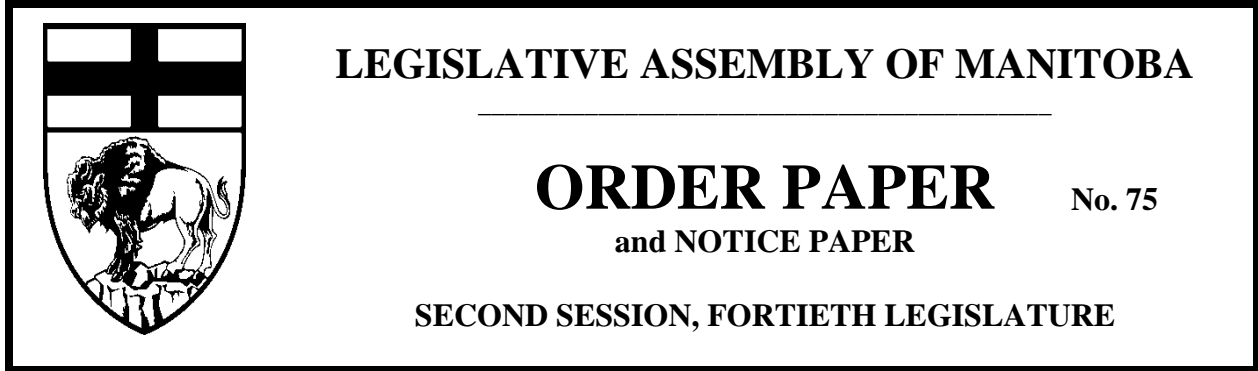 LEGISLATIVE ASSEMBLY OF MANITOBA
ORDER PAPER No. 75
and NOTICE PAPER
SECOND SESSION, FORTIETH LEGISLATURE